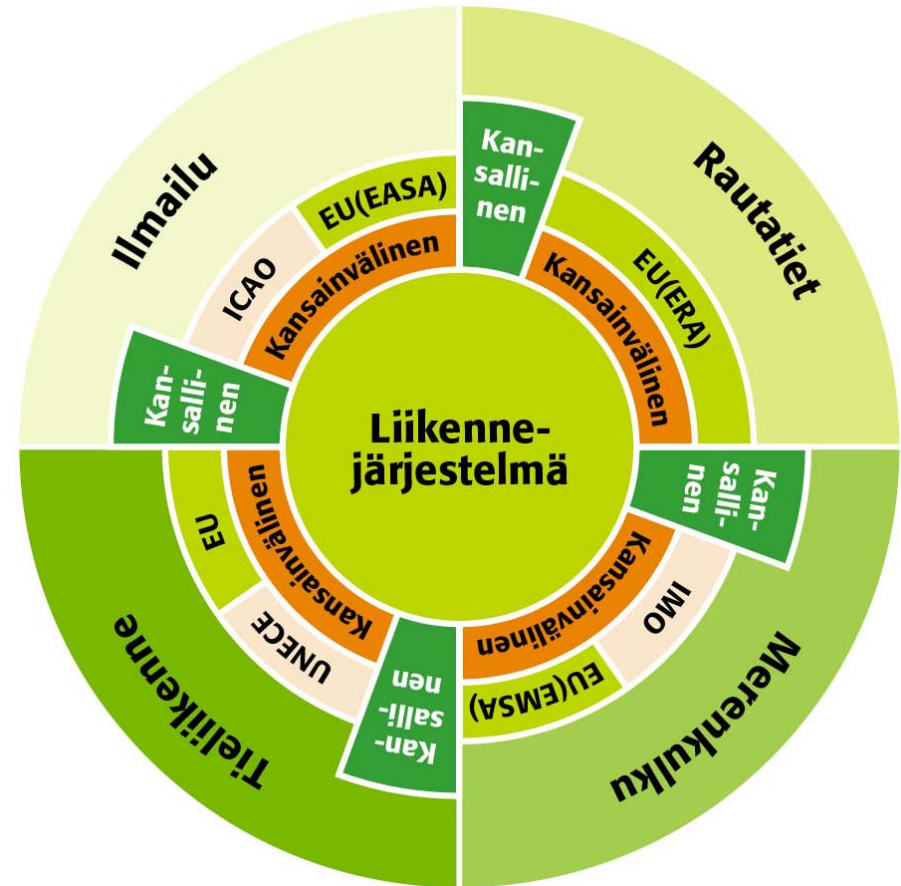 Liikenne-
järjestelmä
Ilmailu
EU(EASA)
ICAO
Kansainvälinen
Kan-
salli-
nen
Rautatiet
Kan-
salli-
nen
EU(ERA)
Kansainvälinen
Merenkulku
Kan-
salli-
nen
IMO
EU(EMSA)
Kansainvälinen
Tieliikenne
Kan-
salli-
nen
UNECE
EU
Kansainvälinen